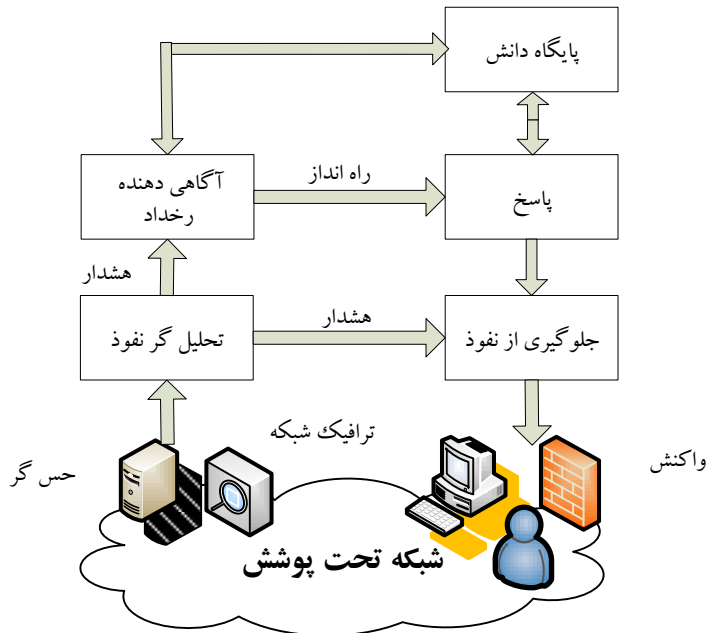 پایگاه دانش
آگاهی دهنده
رخداد
راه انداز
پاسخ
هشدار
تحلیل گر نفوذ
هشدار
جلوگیری از نفوذ
ترافیک شبکه
حس گر
واکنش
شبکه تحت پوشش